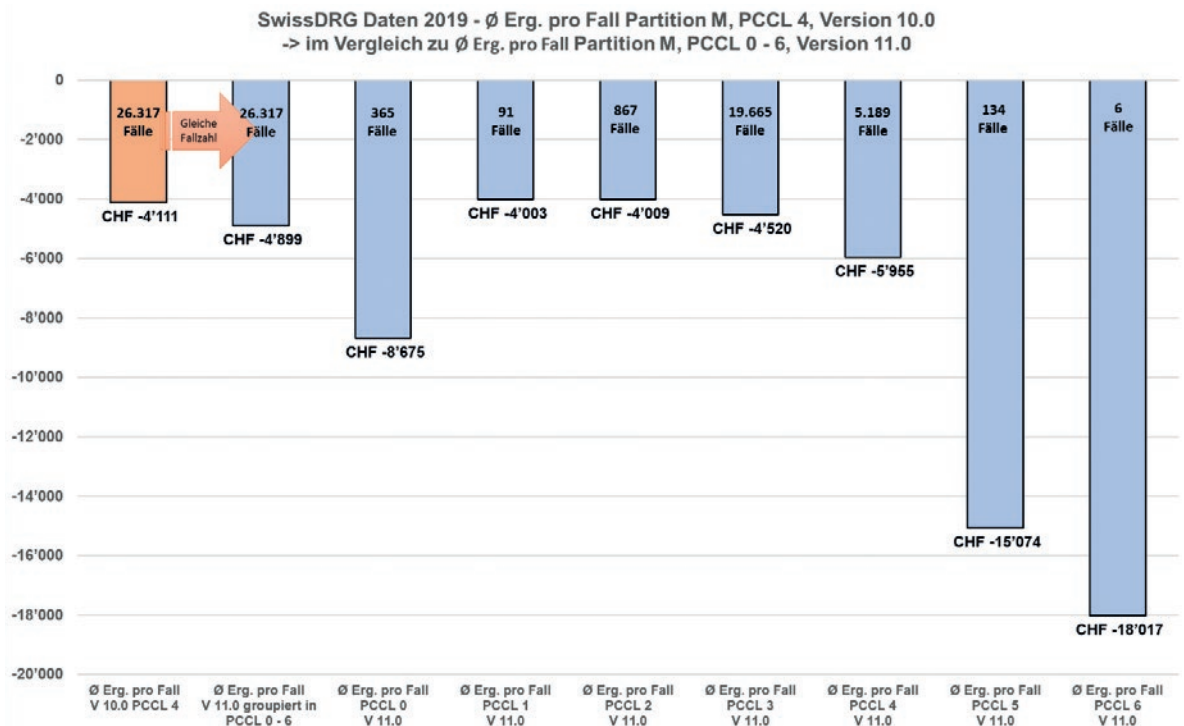 SwissDRG Daten 2019 - Ø Erg. pro Fall Partition M, PCCL 4, Version 10.0
-> im Vergleich zu Ø Erg. pro Fall Partition M, PCCL 0 - 6, Version 11.0
0
-2’000
-4’000
-6’000
-8’000
-10’000
-12’000
-14’000
-16’000
-18’000
-20’000
26.317
Fälle
Gleiche
Fallzahl
26.317
Fälle
365
Fälle
91
Fälle
867
Fälle
19.665
Fälle
5.189
Fälle
134
Fälle
6
Fälle
CHF -4’111
CHF -4’899
CHF -8’675
CHF -4’003
CHF -4’009
CHF -4’520
CHF -5’955
CHF -15’074
CHF -18’017
Ø Erg. pro Fall
V 10.0 PCCL 4
Ø Erg. pro Fall
V 11.0 groupiert in
PCCL 0 - 6
Ø Erg. pro Fall
PCCL 0
V 11.0
Ø Erg. pro Fall
PCCL 1
V 11.0
Ø Erg. pro Fall
PCCL 2
V 11.0
Ø Erg. pro Fall
PCCL 3
V 11.0
Ø Erg. pro Fall
PCCL 4
V 11.0
Ø Erg. pro Fall
PCCL 5
V 11.0
Ø Erg. pro Fall
PCCL 6
V 11.0